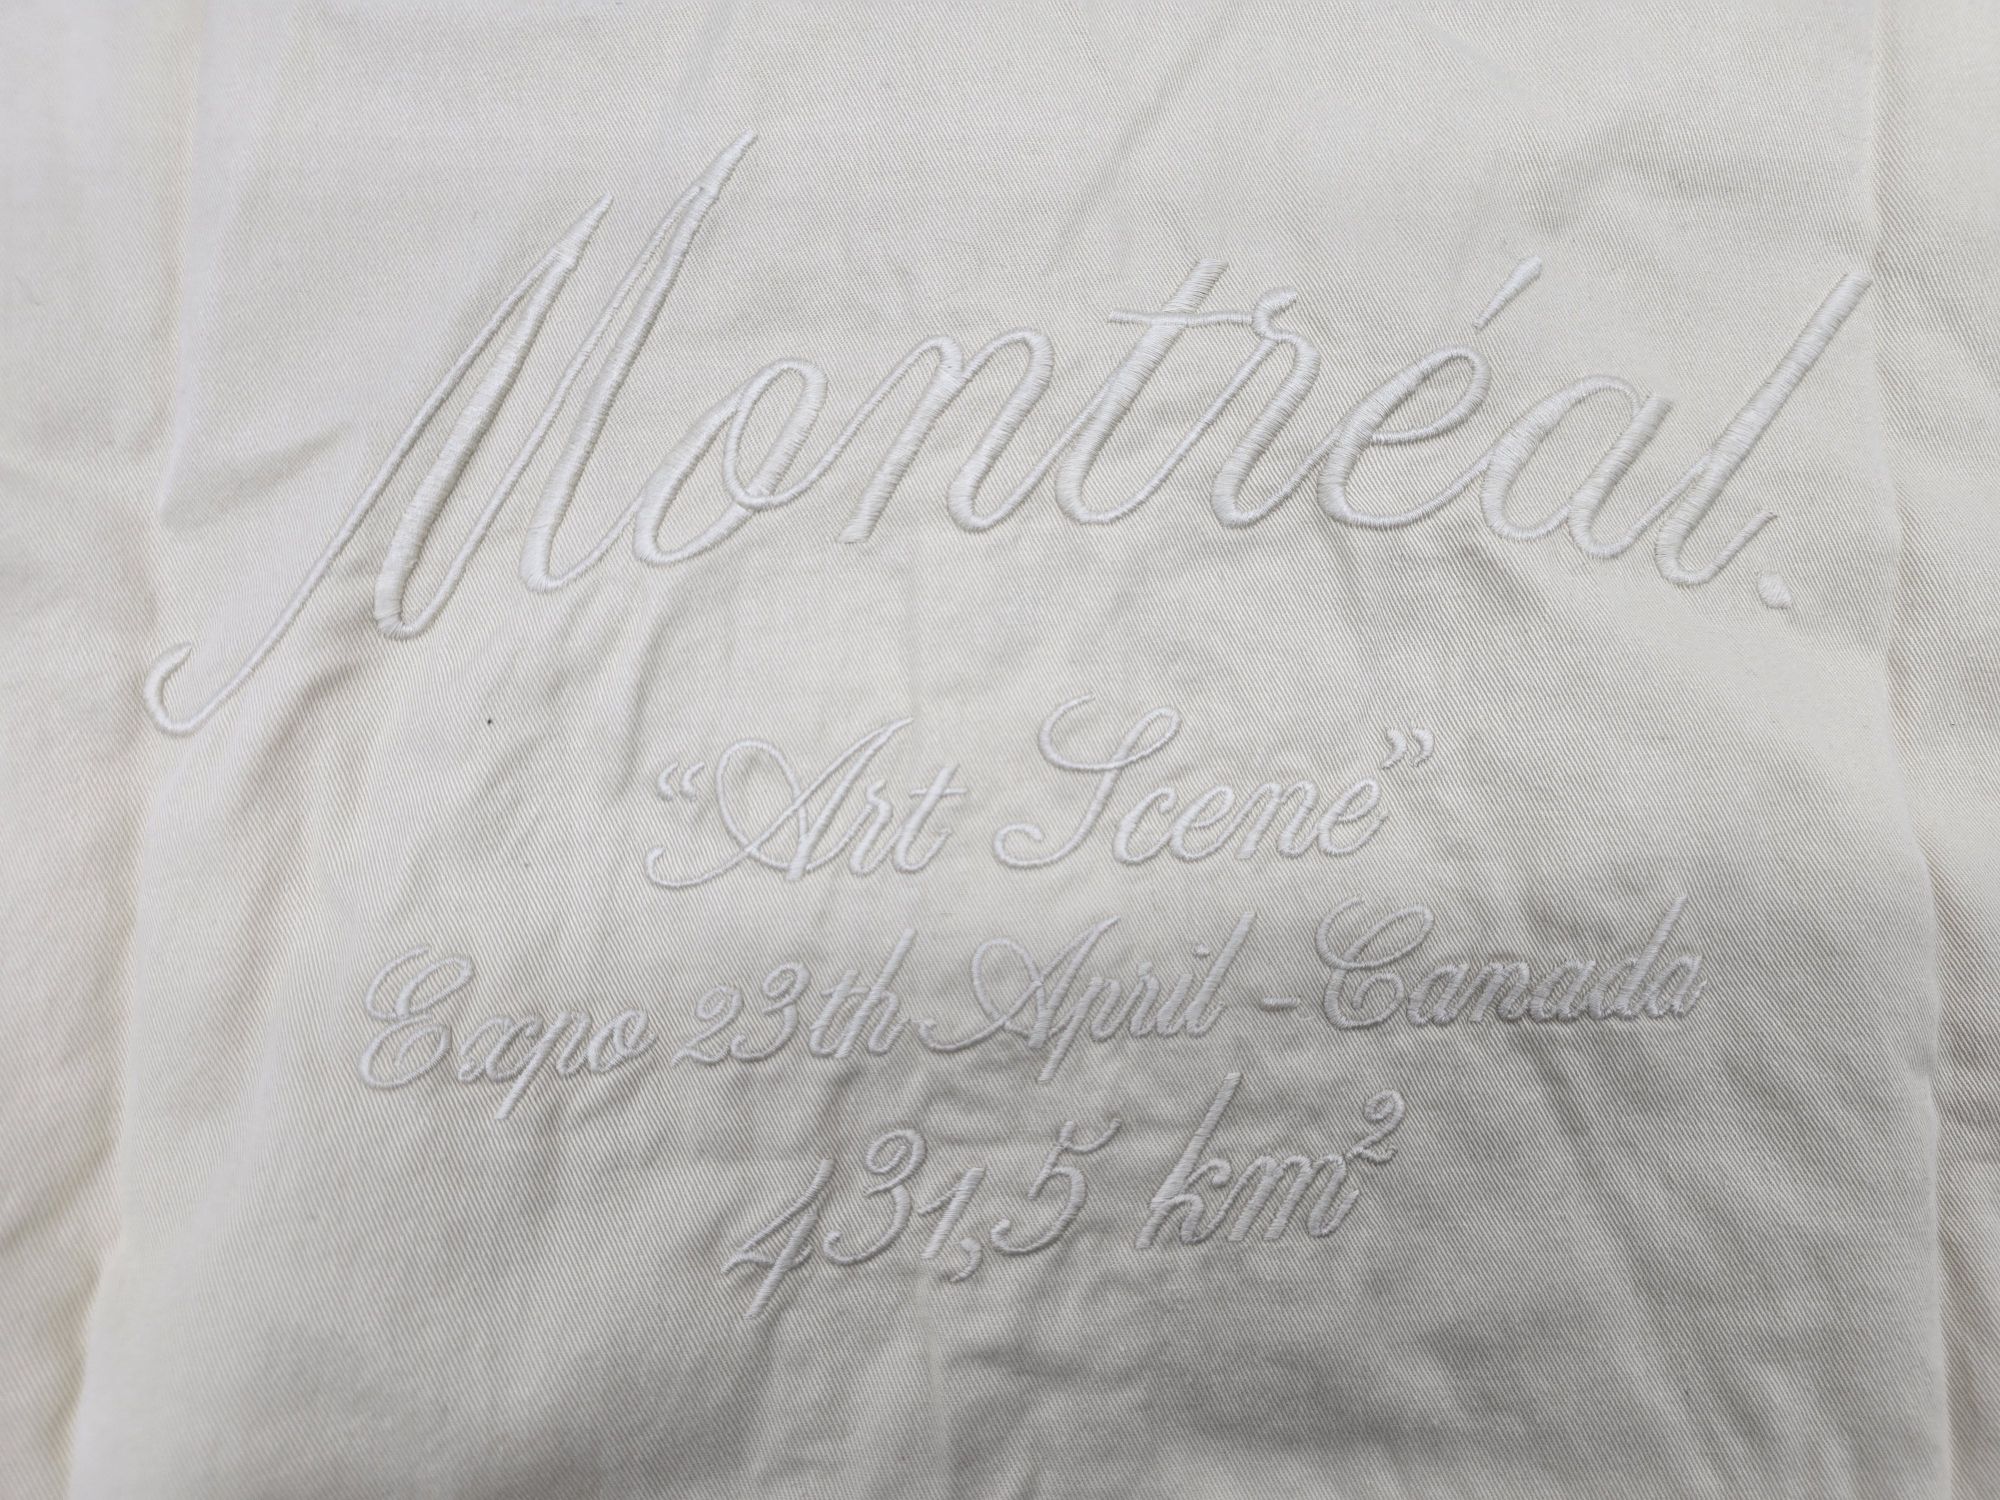 Montréal.
“Art Scene”
Expo 23th April - Canada
431,5 km²